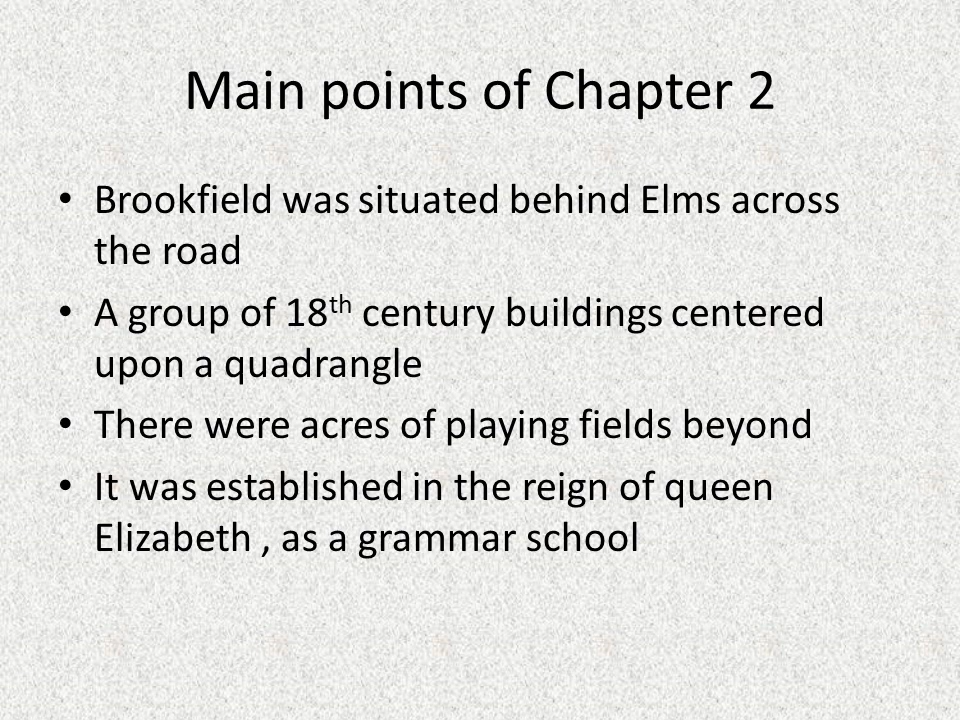 Main points of Chapter 2
• Brookfield was situated behind Elms across
the road
• A group of 18th century buildings centered
upon a quadrangle
• There were acres of playing fields beyond
• It was established in the reign of queen
Elizabeth , as a grammar school